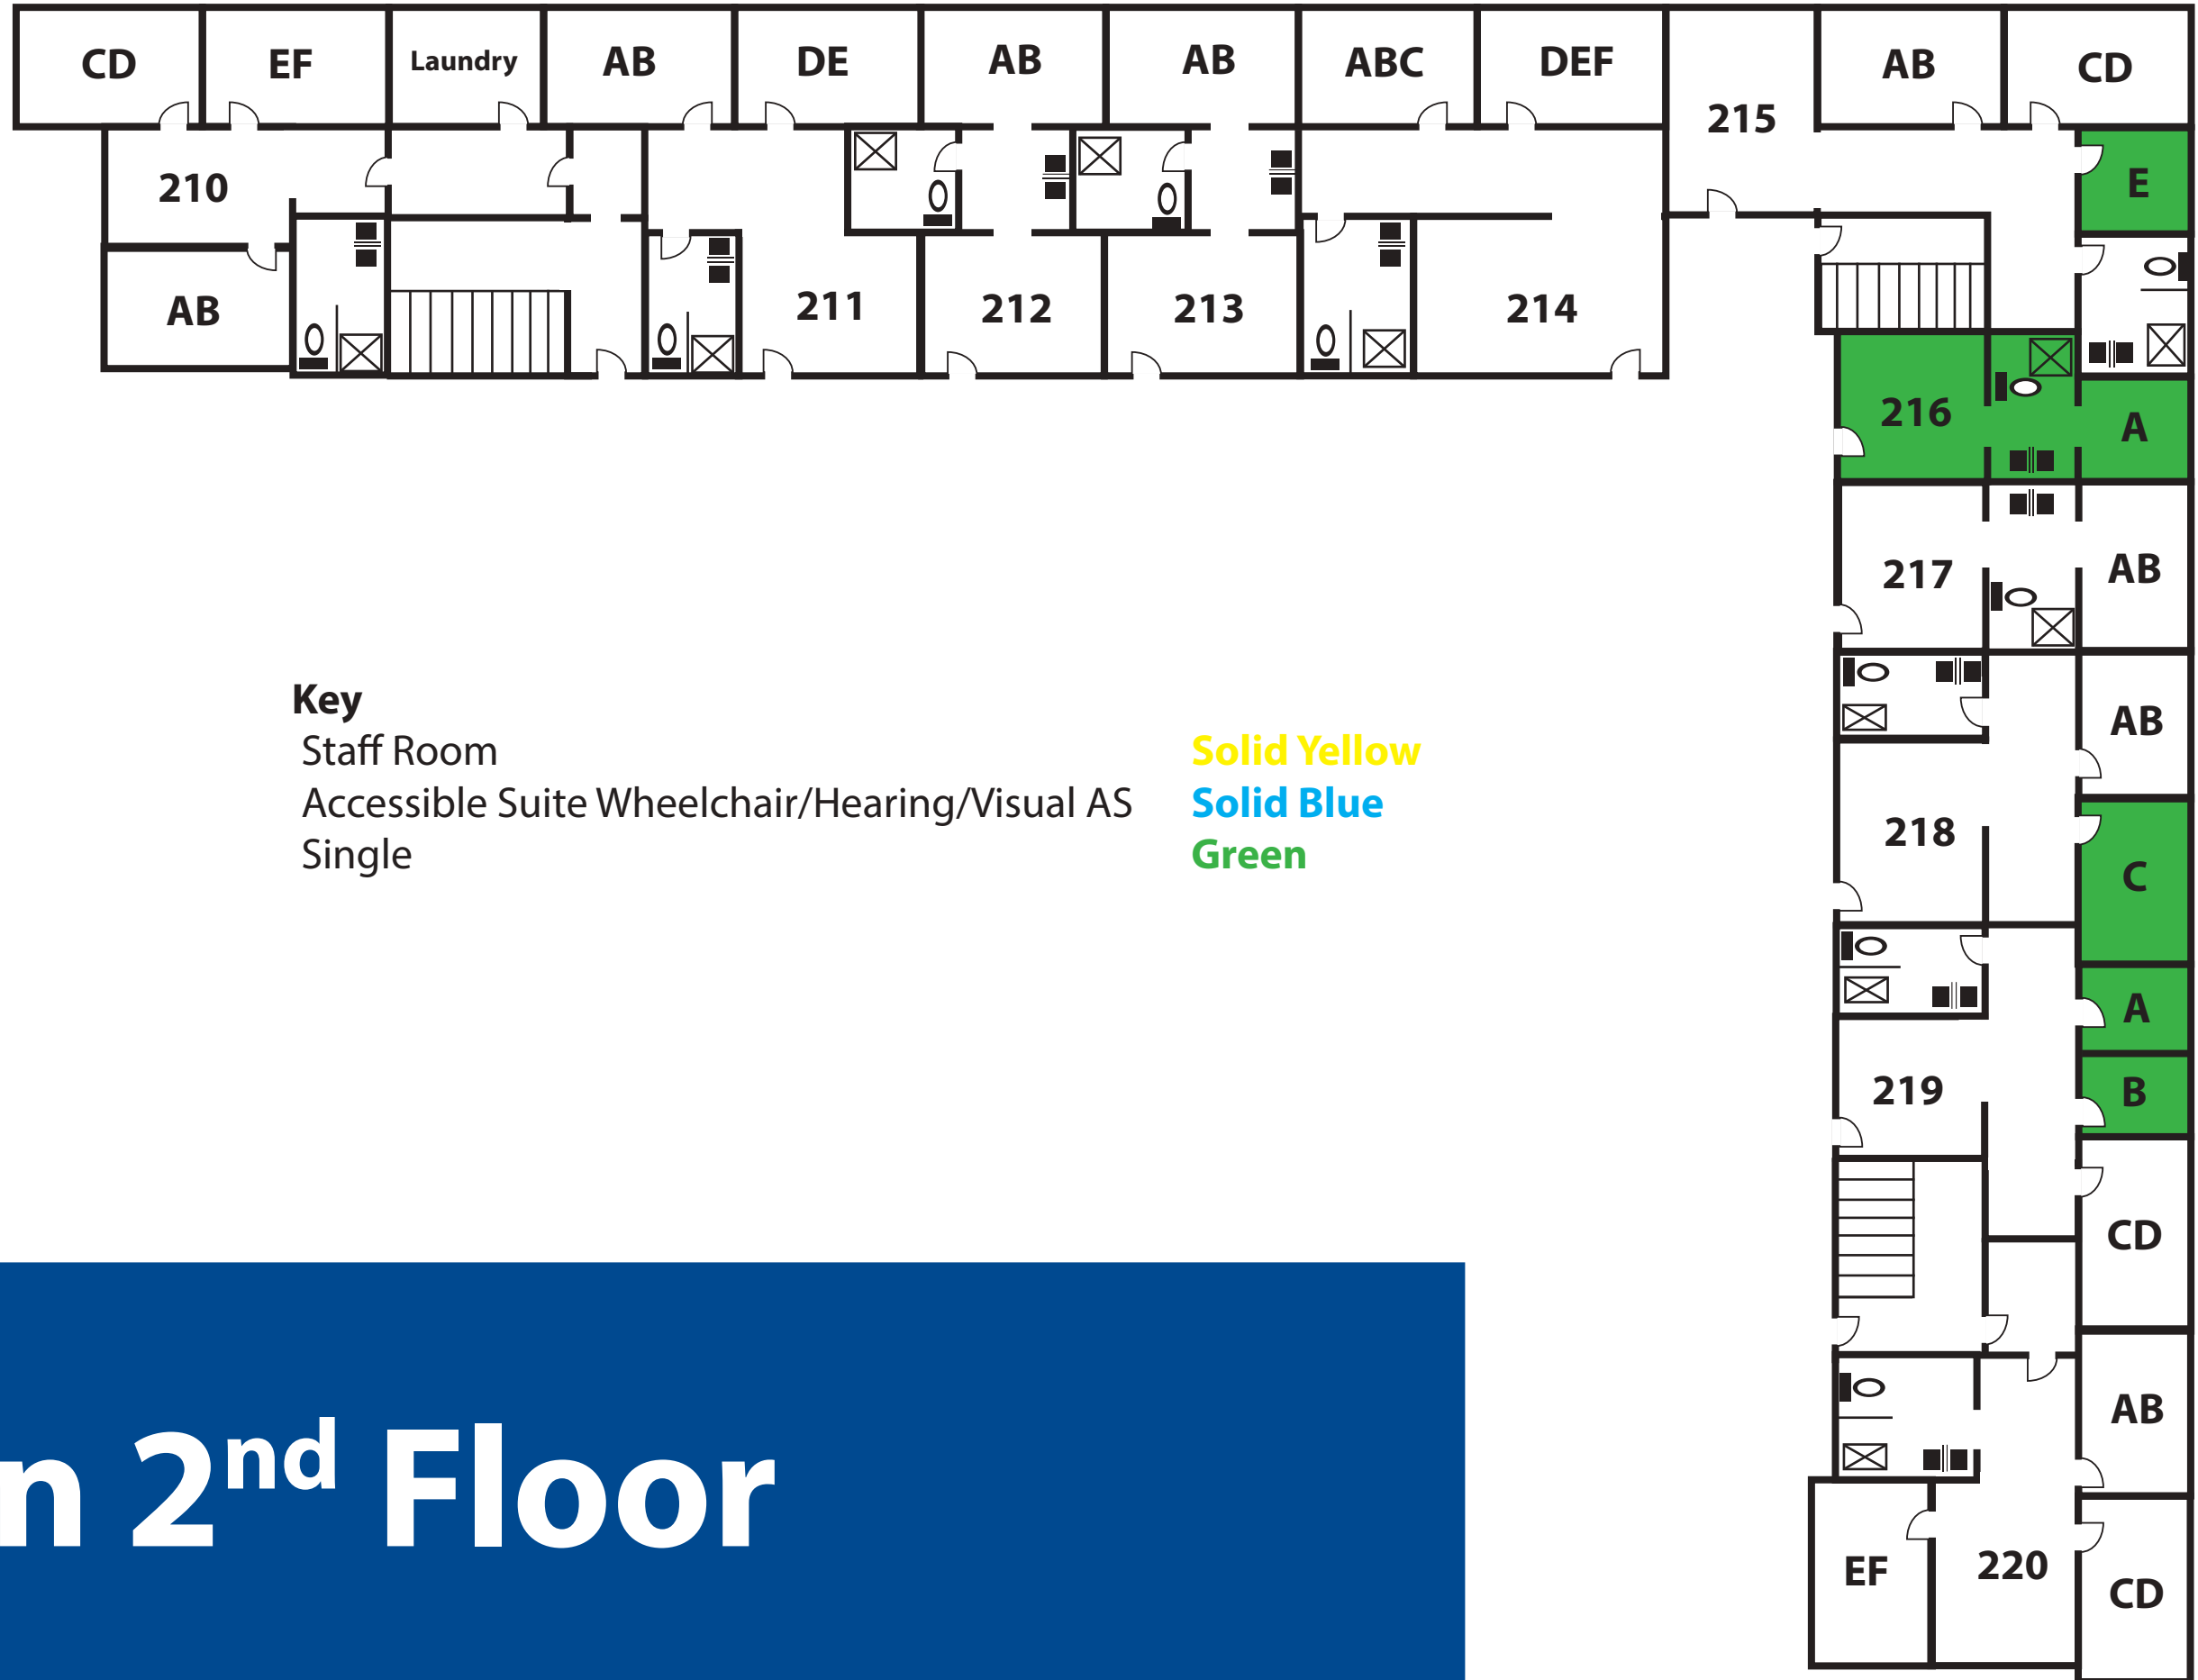 CD EF Laundry AB DE AB AB ABC DEF 215 AB CD
210 E
AB 211 212 213 214
216 A
217 AB
Key
Staff Room Solid Yellow
Accessible Suite Wheelchair/Hearing/Visual AS Solid Blue
Single Green
AB
218
C
A
219 B
CD
AB
n 2nd Floor
EF 220 CD